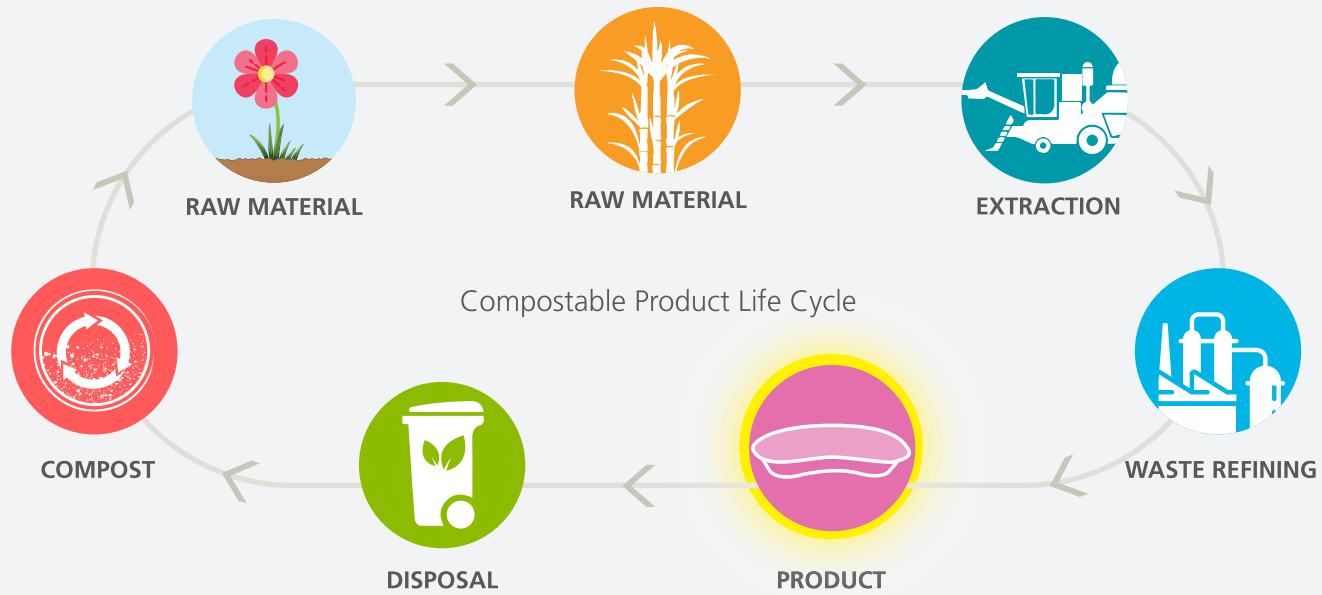 RAW MATERIAL
RAW MATERIAL
EXTRACTION
Compostable Product Life Cycle
COMPOST
WASTE REFINING
DISPOSAL
PRODUCT